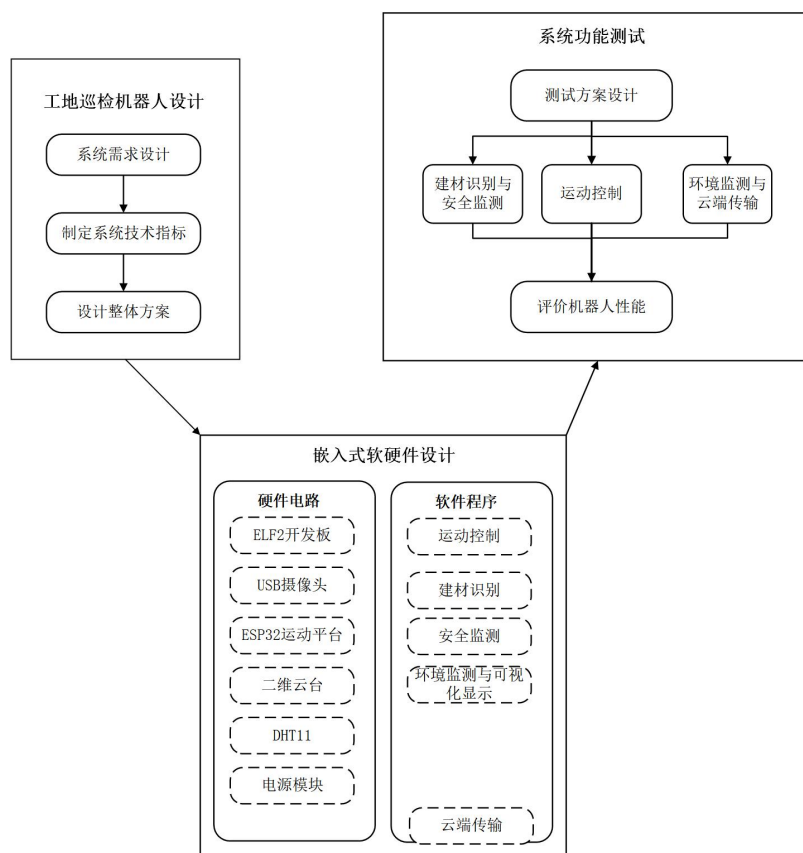 工地巡检机器人设计
系统需求设计
制定系统技术指标
设计整体方案
系统功能测试
测试方案设计
建材识别与
安全监测
运动控制
环境监测与
云端传输
评价机器人性能
嵌入式软硬件设计
硬件电路
ELF2开发板
USB摄像头
ESP32运动平台
二维云台
DHT11
电源模块
软件程序
运动控制
建材识别
安全监测
环境监测与可视
化显示
云端传输